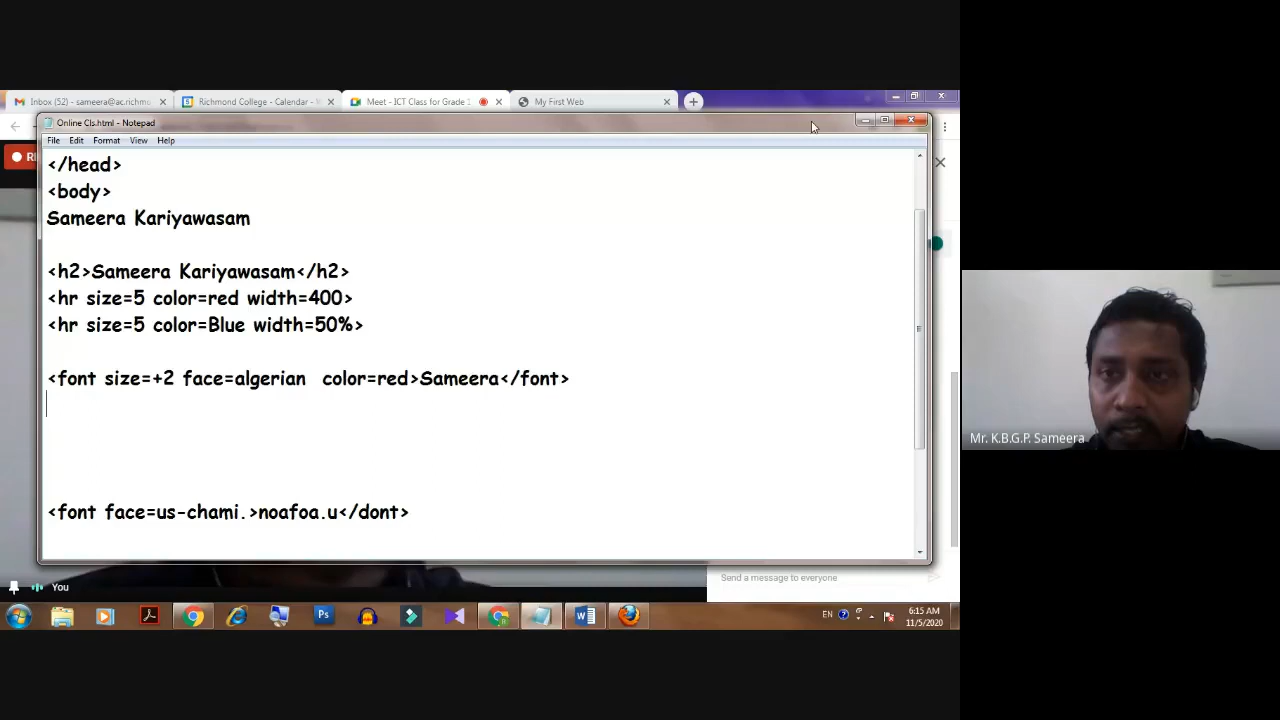 Inbox (52) - sameera@ac.richmo
Richmond College - Calendar -
Meet - ICT Class for Grade 1
My First Web
Online Cls.html - Notepad
File Edit Format View Help
</head>
<body>
Sameera Kariyawasam
<h2>Sameera Kariyawasam</h2>
<hr size=5 color=red width=400>
<hr size=5 color=Blue width=50%>
<font size=+2 face=algerian  color=red>Sameera</font>
<font face=us-chami.>noafoa.u</dont>
Mr. K.B.G.P. Sameera
You
Send a message to everyone
Ps
EN
6:15 AM
11/5/2020